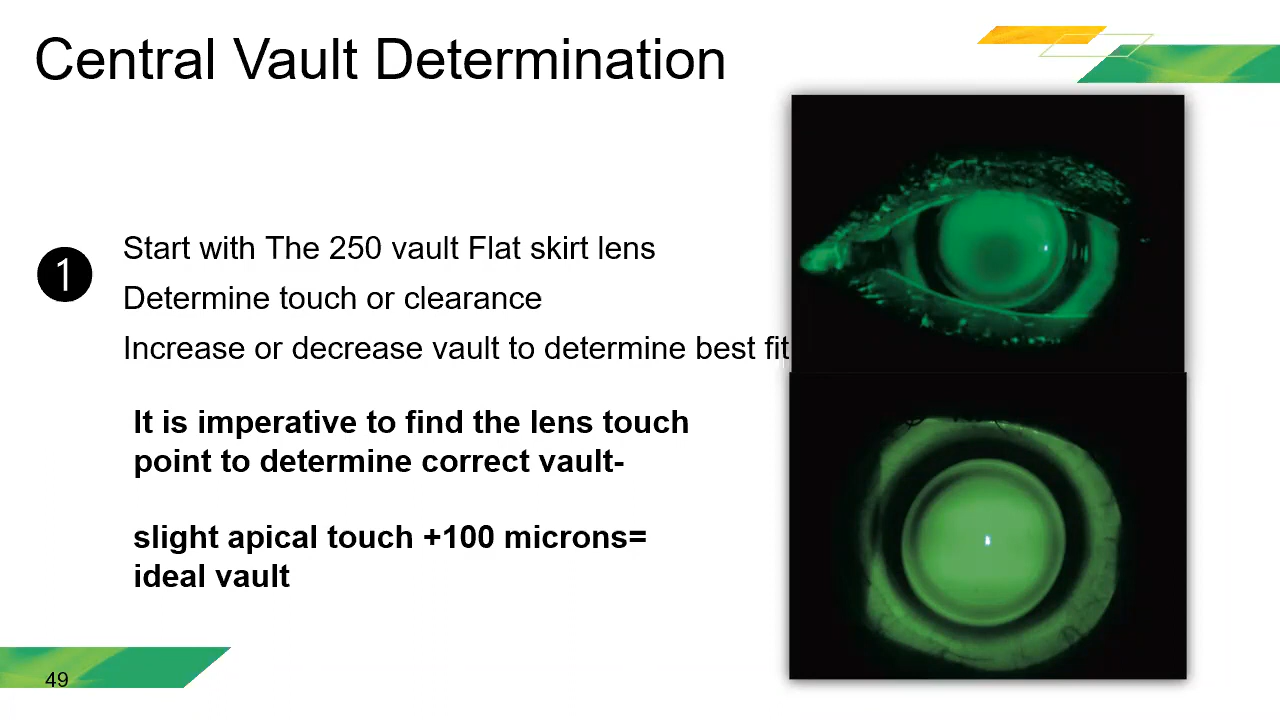 Central Vault Determination
1
Start with The 250 vault Flat skirt lens
Determine touch or clearance
Increase or decrease vault to determine best fit
It is imperative to find the lens touch
point to determine correct vault-
slight apical touch +100 microns=
ideal vault
49